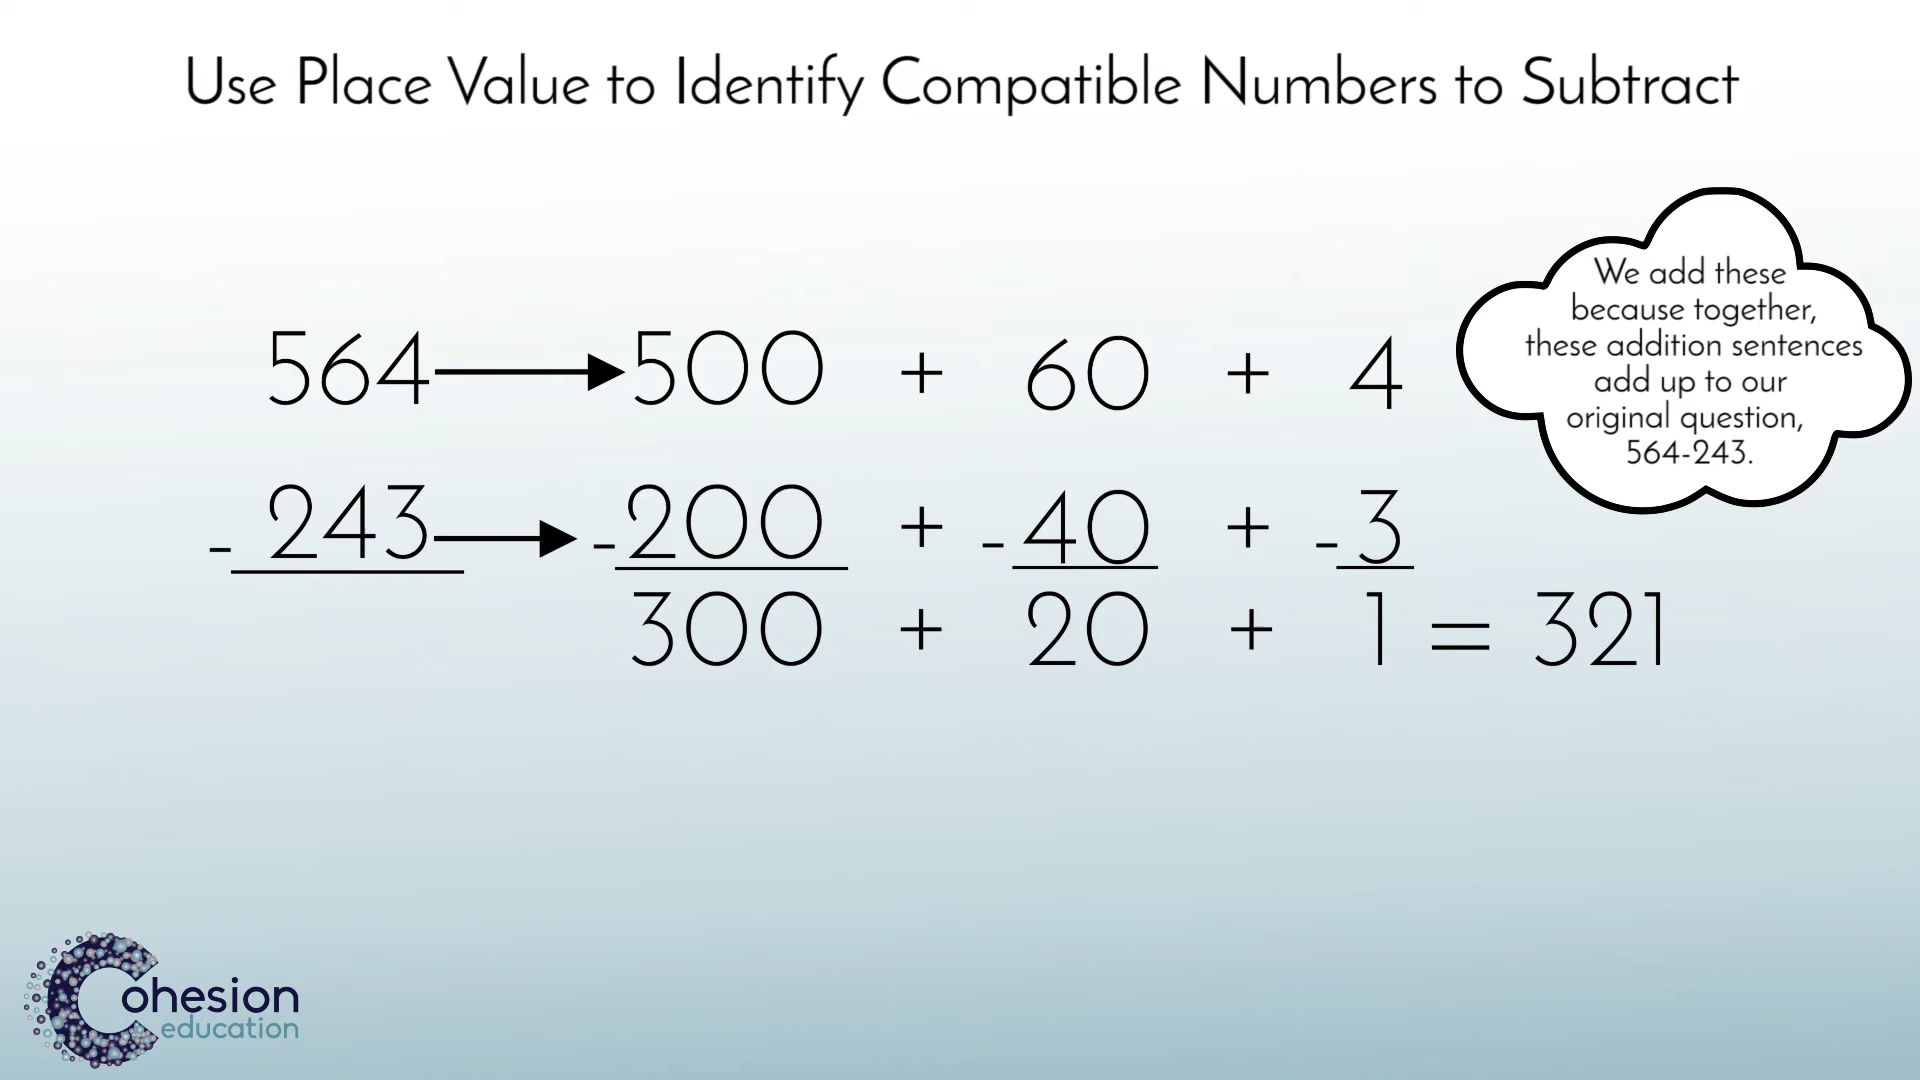 Use Place Value to Identify Compatible Numbers to Subtract
We add these
because together,
these addition sentences
add up to our
original question,
564-243.
564 500 + 60 + 4
- 243 -200 + -40 + -3
300 + 20 + 1 = 321
Cohesion
education